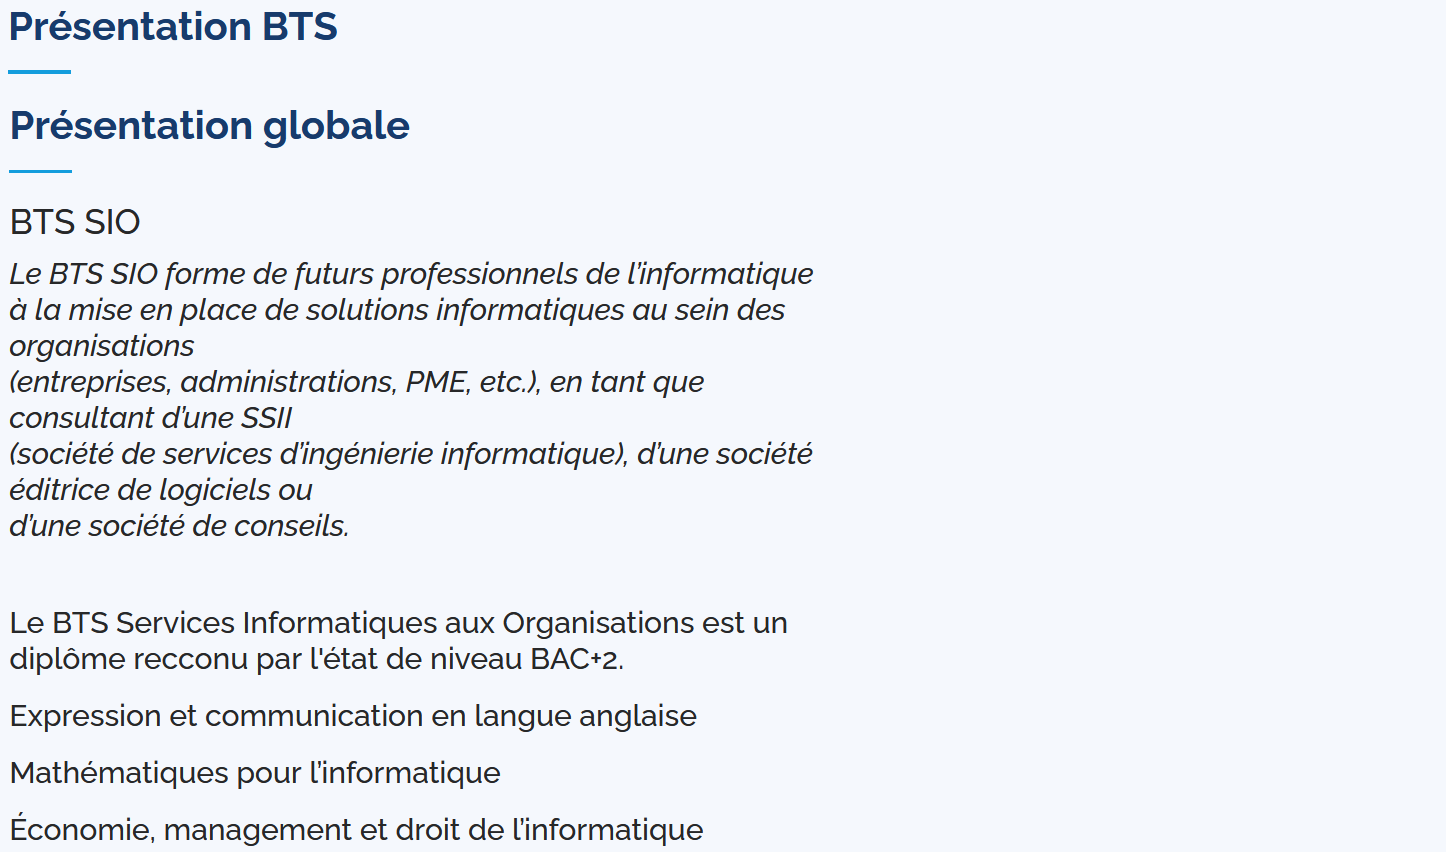 Présentation BTS
Présentation globale
BTS SIO
Le BTS SIO forme de futurs professionnels de l’informatique
à la mise en place de solutions informatiques au sein des
organisations
(entreprises, administrations, PME, etc.), en tant que
consultant d’une SSII
(société de services d’ingénierie informatique), d’une société
éditrice de logiciels ou
d’une société de conseils.
Le BTS Services Informatiques aux Organisations est un
diplôme recconu par l'état de niveau BAC+2.
Expression et communication en langue anglaise
Mathématiques pour l’informatique
Économie, management et droit de l’informatique